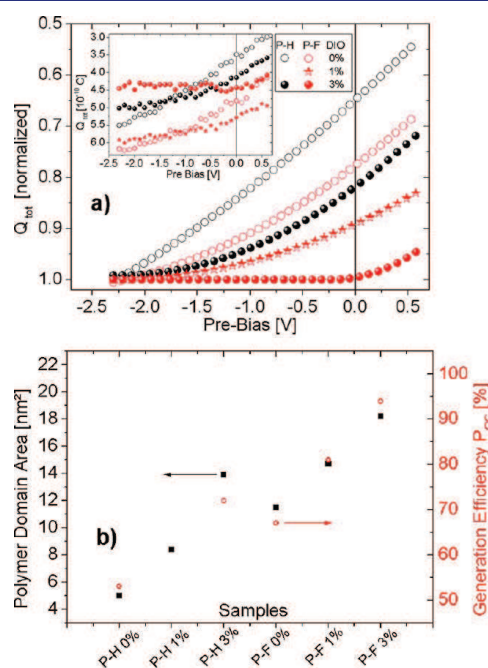 P-H P-F DIO
0%
1%
3%
0.5
0.6
0.7
0.8
0.9
1.0
Q_tot [normalized]
3.0
3.5
4.0
4.5
5.0
5.5
6.0
-2.5 -2.0 -1.5 -1.0 -0.5 0.0 0.5
Pre Bias [V]
a)
-2.5 -2.0 -1.5 -1.0 -0.5 0.0 0.5
Pre-Bias [V]
22
20
18
16
14
12
10
8
6
4
Polymer Domain Area [nm²]
100
90
80
70
60
50
Generation Efficiency P_CS [%]
b)
Samples
P-H 0% P-H 1% P-H 3% P-F 0% P-F 1% P-F 3%